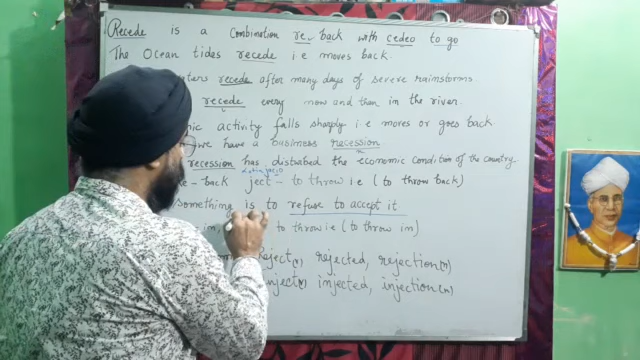 Recede is a combination re-back with cedeo to go
The Ocean tides recede i.e moves back.
recede after many days of severe rainstorms.
recede every now and then in the river.
activity falls sharply i.e moves or goes back
we have a business recession
recession has distrubed the economic condition of the country.
-back ject - to throw i.e (to throw back)
something is to refuse to accept it
in, to throw i.e (to throw in)
Reject(v) rejected, rejection(n)
injected, injection(n)